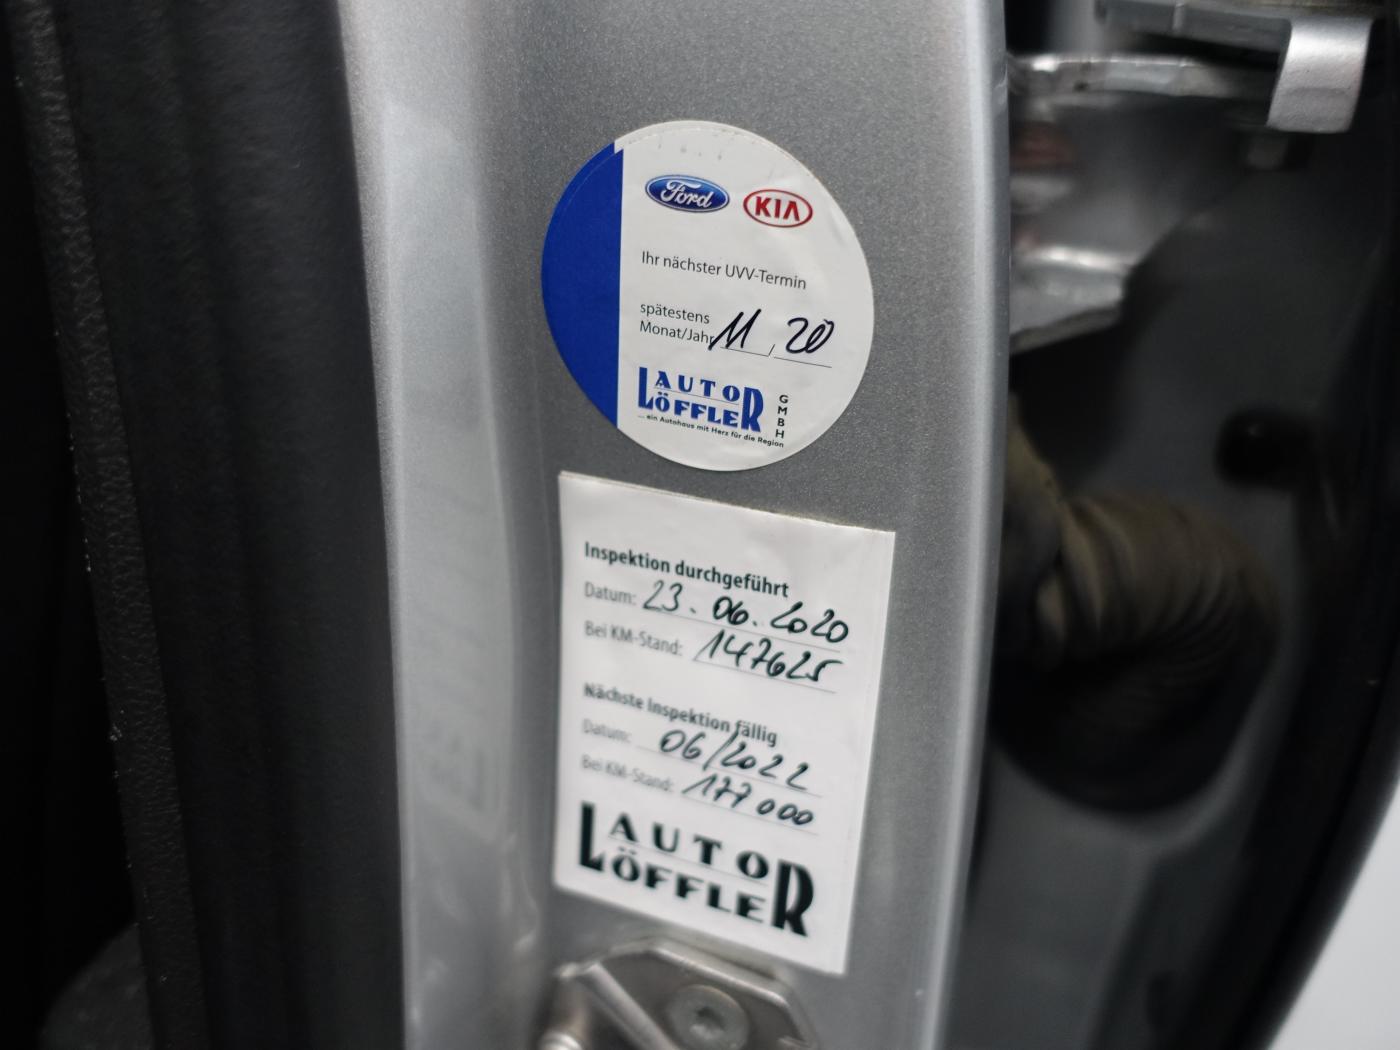 Ford KIA
Ihr nächster UVV-Termin
spätestens
Monat/Jahr 11 / 20
AUTO
LÖFFLER
GMBH
... ein Autohaus mit Herz für die Region
Inspektion durchgeführt
Datum: 23.06.2020
Bei KM-Stand: 147625
Nächste Inspektion fällig
Datum: 06/2022
Bei KM-Stand: 177000
AUTO
LÖFFLER